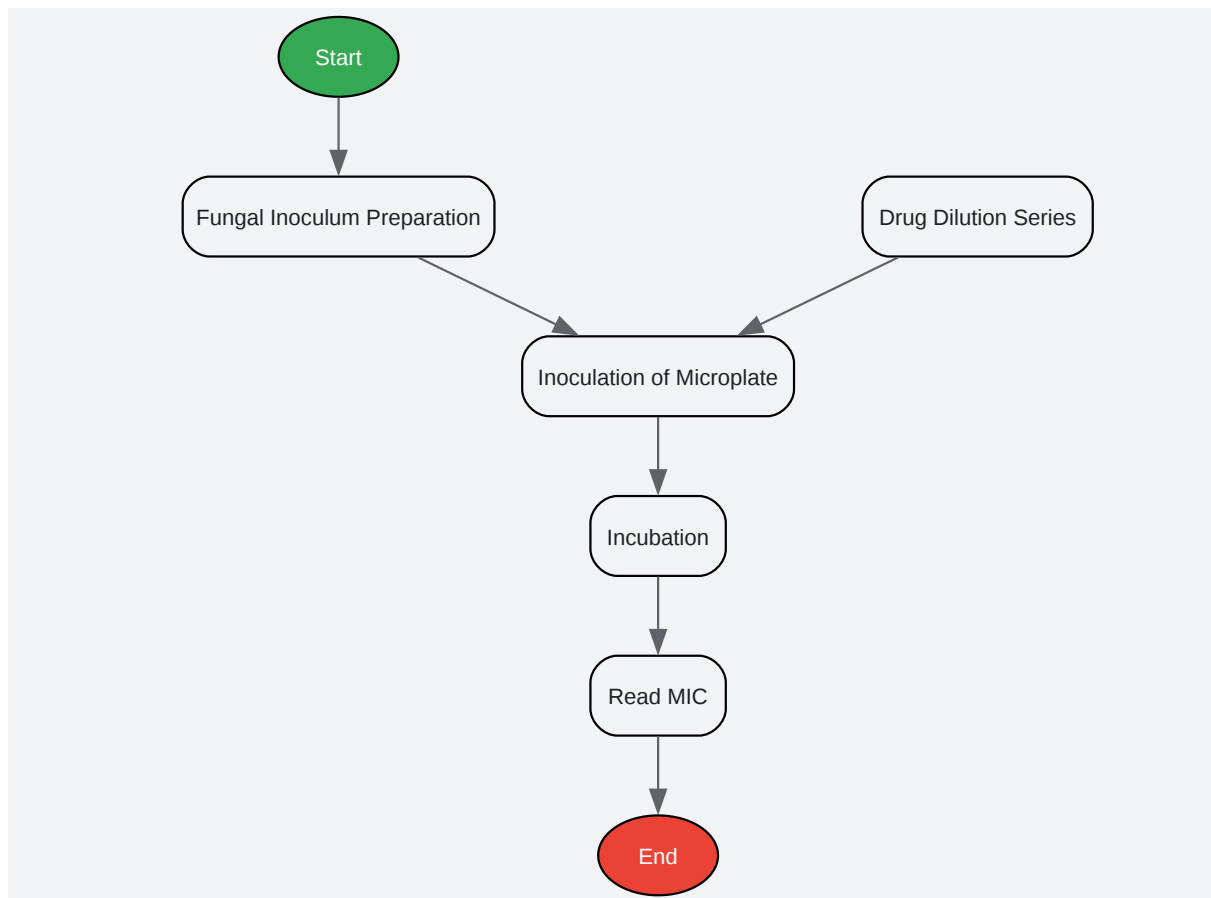 Start
Fungal Inoculum Preparation
Drug Dilution Series
Inoculation of Microplate
Incubation
Read MIC
End